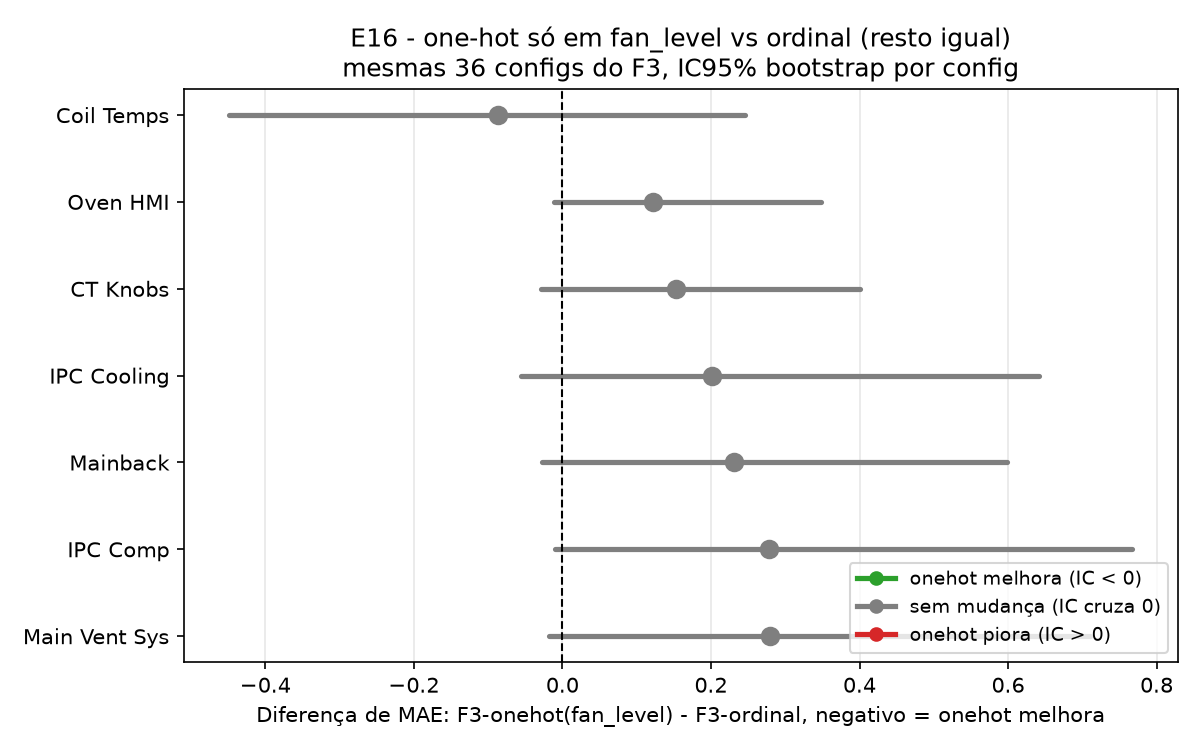 E16 - one-hot só em fan_level vs ordinal (resto igual)
mesmas 36 configs do F3, IC95% bootstrap por config
Coil Temps
Oven HMI
CT Knobs
IPC Cooling
Mainback
IPC Comp
Main Vent Sys
onehot melhora (IC < 0)
sem mudança (IC cruza 0)
onehot piora (IC > 0)
−0.4 −0.2 0.0 0.2 0.4 0.6 0.8
Diferença de MAE: F3-onehot(fan_level) - F3-ordinal, negativo = onehot melhora